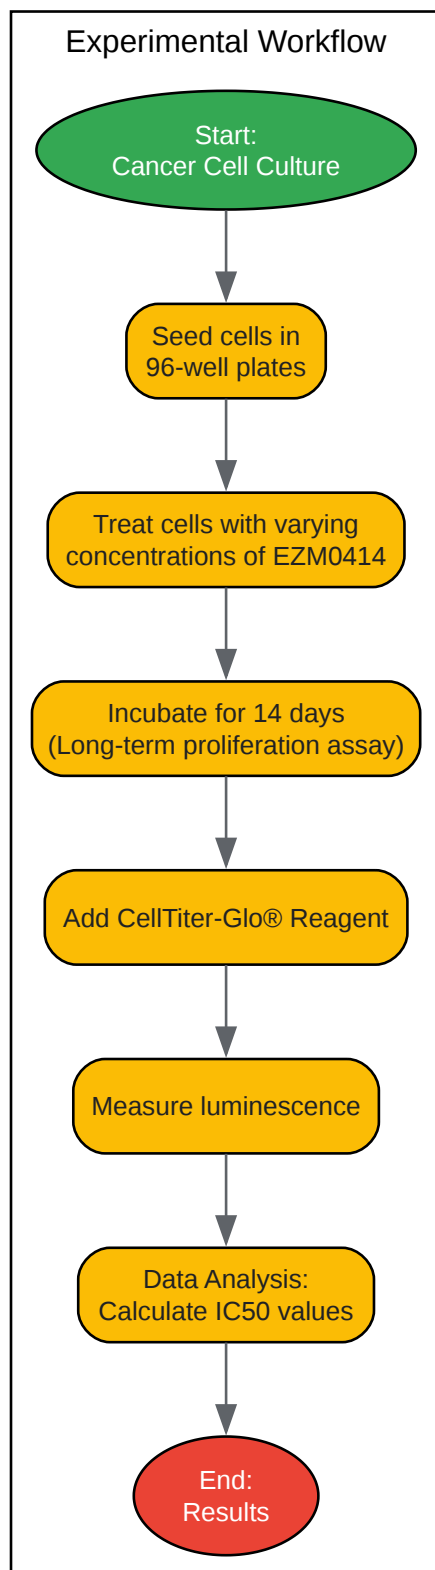 Experimental Workflow
Start:
Cancer Cell Culture
Seed cells in
96-well plates
Treat cells with varying
concentrations of EZM0414
Incubate for 14 days
(Long-term proliferation assay)
Add CellTiter-Glo® Reagent
Measure luminescence
Data Analysis:
Calculate IC50 values
End:
Results